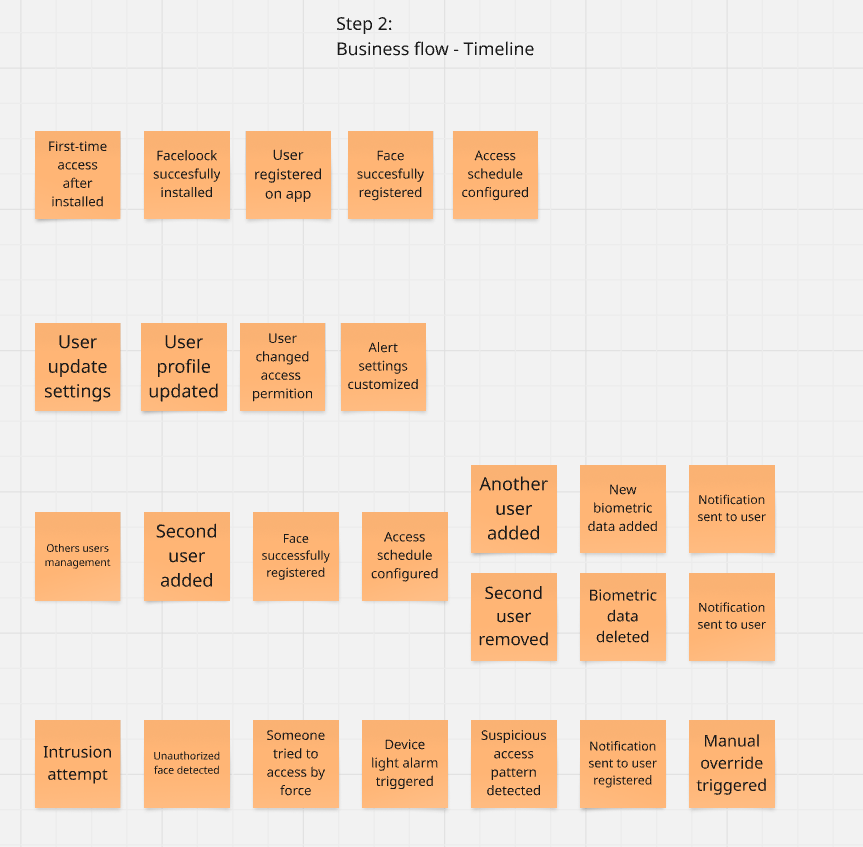 Step 2:
Business flow - Timeline
First-time
access
after
installed
Faceloock
succesfully
installed
User
registered
on app
Face
succesfully
registered
Access
schedule
configured
User
update
settings
User
profile
updated
User
changed
access
permition
Alert
settings
customized
Others users
management
Second
user
added
Face
successfully
registered
Access
schedule
configured
Another
user
added
New
biometric
data added
Notification
sent to user
Second
user
removed
Biometric
data
deleted
Notification
sent to user
Intrusion
attempt
Unauthorized
face detected
Someone
tried to
access by
force
Device
light alarm
triggered
Suspicious
access
pattern
detected
Notification
sent to user
registered
Manual
override
triggered